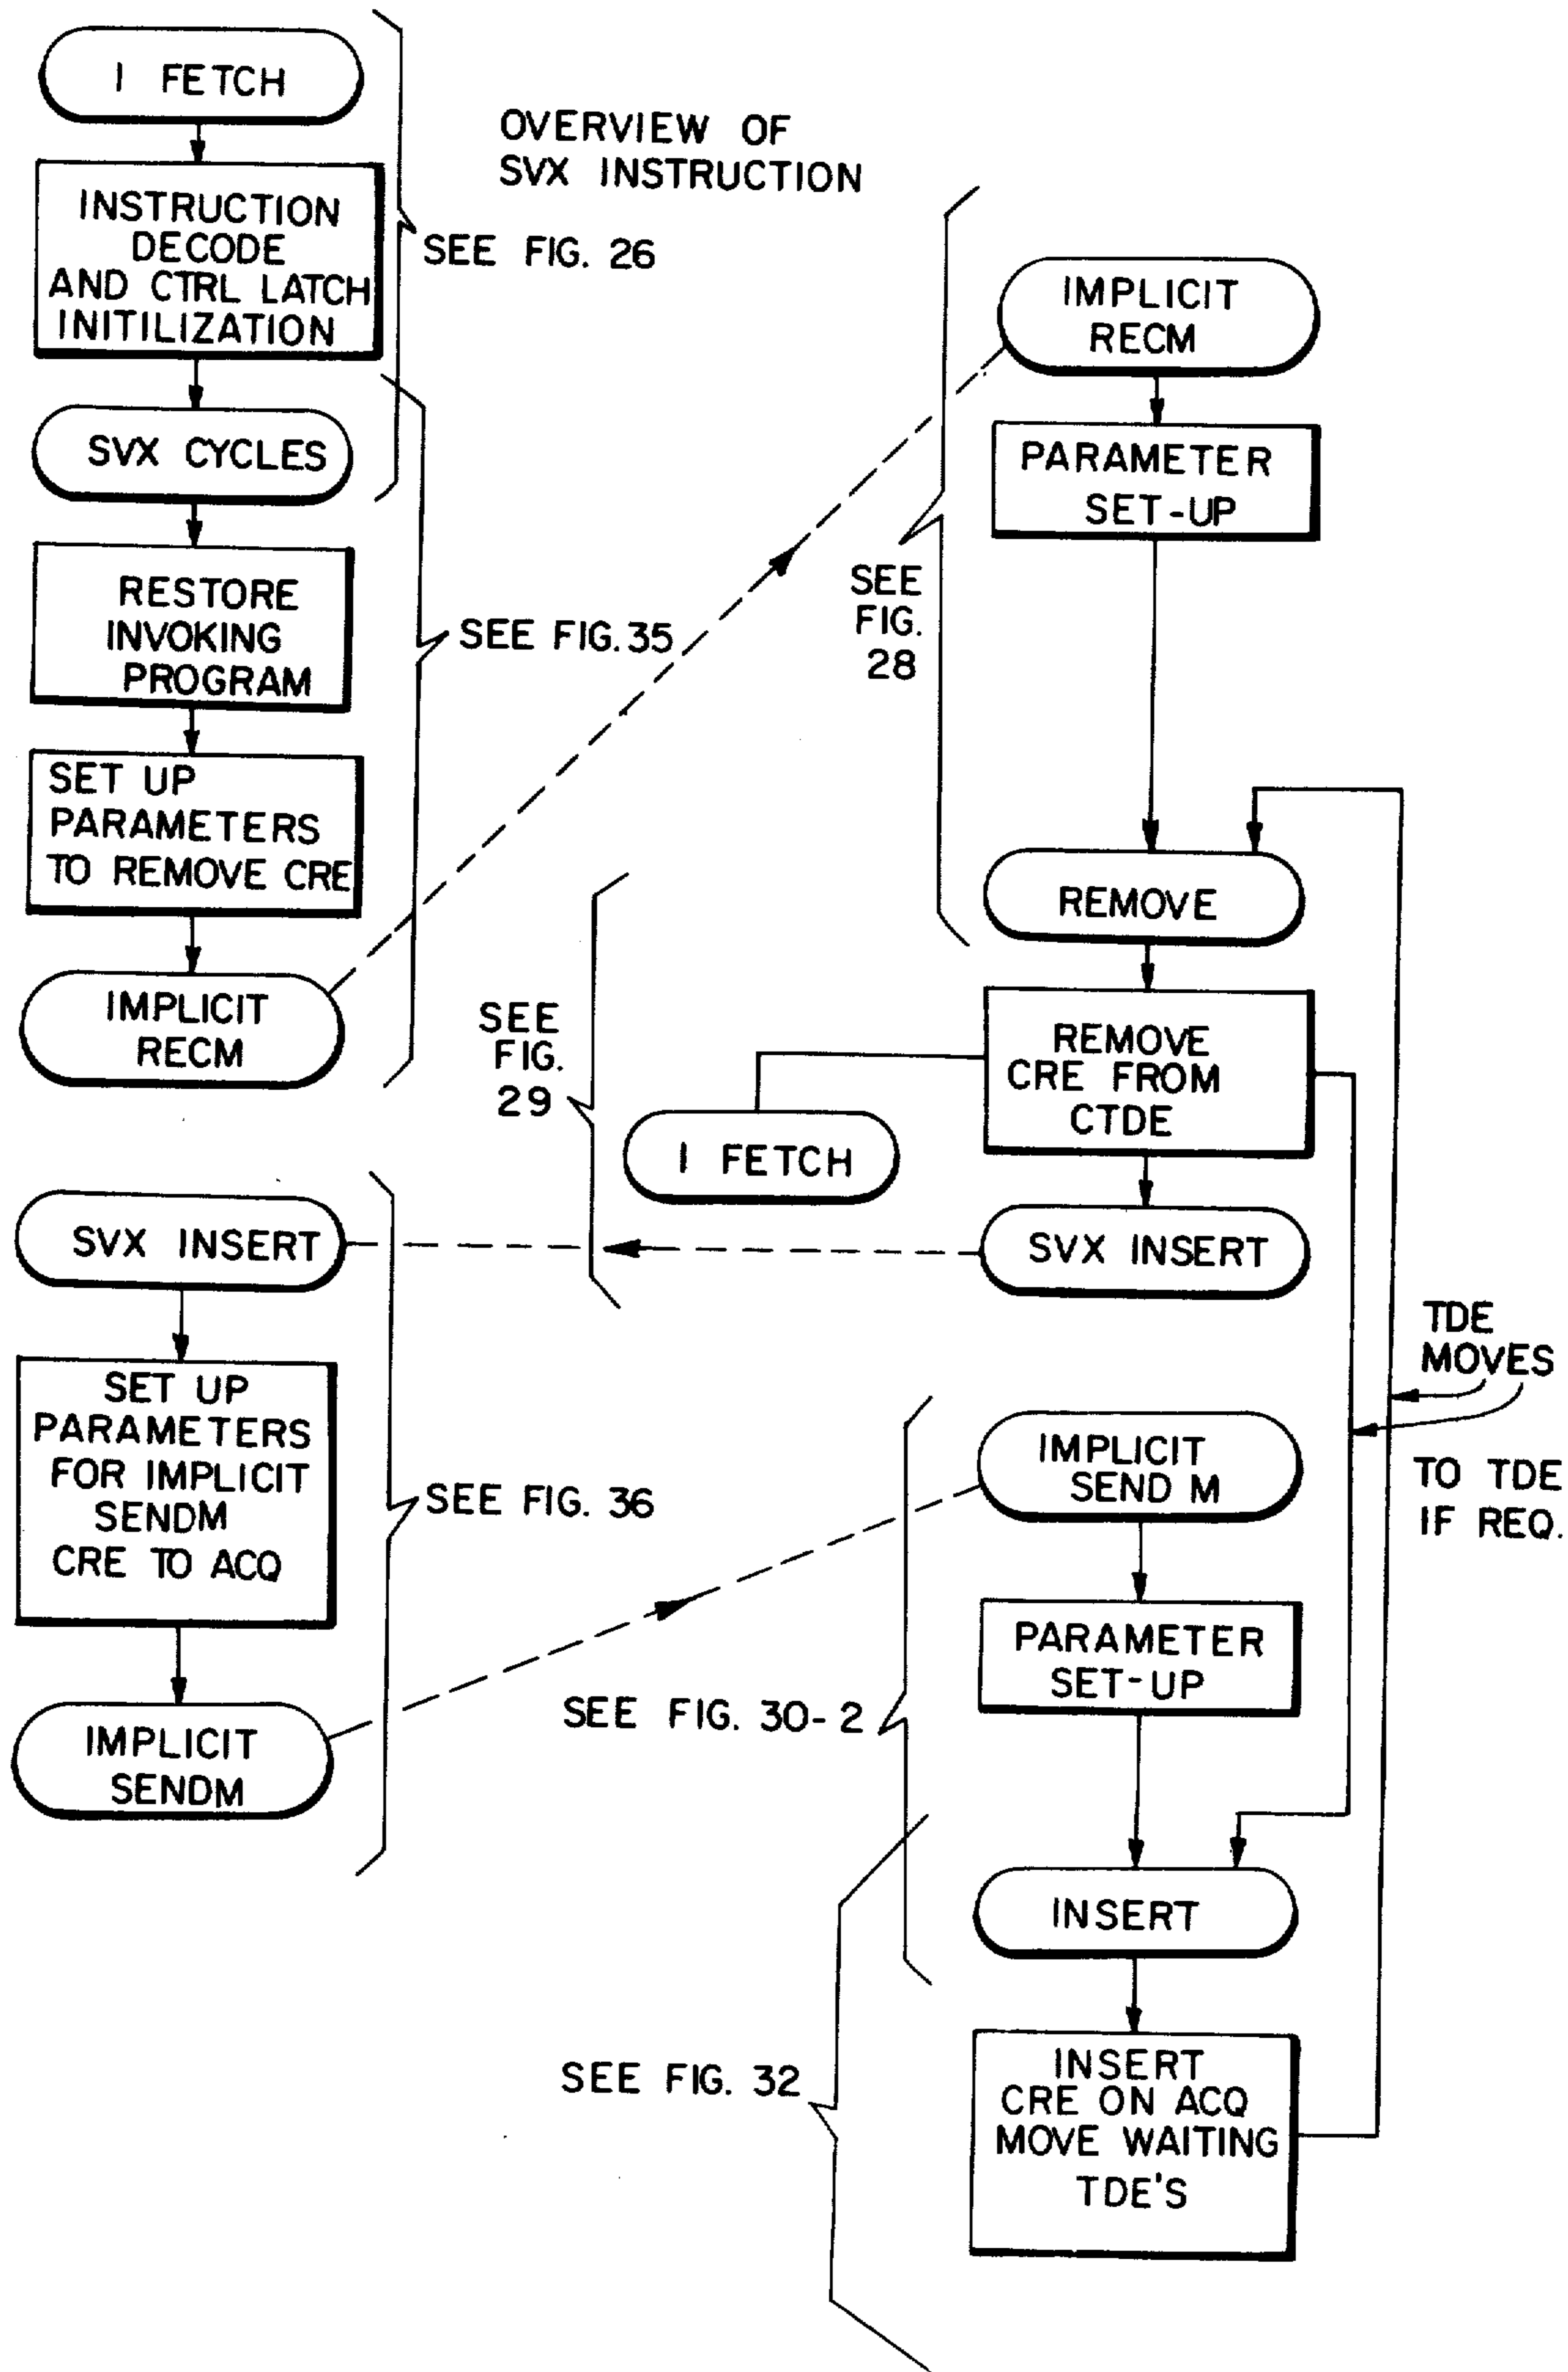 I FETCH
OVERVIEW OF
SVX INSTRUCTION
INSTRUCTION
DECODE
AND CTRL LATCH
INITILIZATION
SEE FIG. 26
SVX CYCLES
RESTORE
INVOKING
PROGRAM
SEE FIG. 35
SET UP
PARAMETERS
TO REMOVE CRE
IMPLICIT
RECM
IMPLICIT
RECM
PARAMETER
SET-UP
SEE
FIG.
28
REMOVE
SEE
FIG.
29
REMOVE
CRE FROM
CTDE
I FETCH
SVX INSERT
SVX INSERT
SET UP
PARAMETERS
FOR IMPLICIT
SENDM
CRE TO ACQ
SEE FIG. 36
IMPLICIT
SENDM
TDE
MOVES
TO TDE
IF REQ.
IMPLICIT
SEND M
PARAMETER
SET-UP
SEE FIG. 30-2
INSERT
SEE FIG. 32
INSERT
CRE ON ACQ
MOVE WAITING
TDE'S